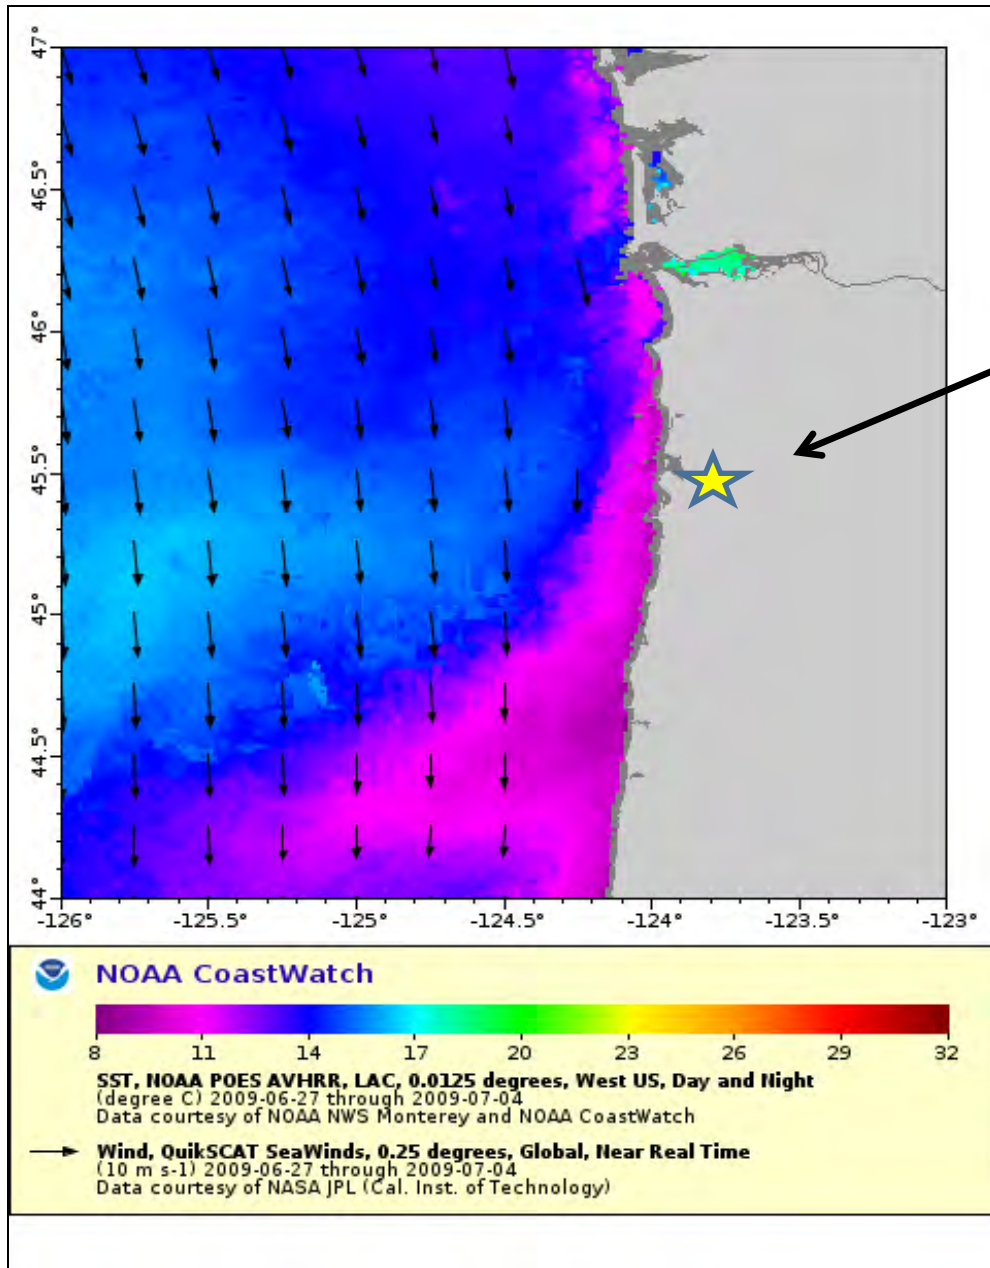 47°
46.5°
46°
45.5°
45°
44.5°
44°
-126°
-125.5°
-125°
-124.5°
-124°
-123.5°
-123°
NOAA CoastWatch
8 11 14 17 20 23 26 29 32
SST, NOAA POES AVHRR, LAC, 0.0125 degrees, West US, Day and Night
(degree C) 2009-06-27 through 2009-07-04
Data courtesy of NOAA NWS Monterey and NOAA CoastWatch
Wind, QuikSCAT SeaWinds, 0.25 degrees, Global, Near Real Time
(10 m s-1) 2009-06-27 through 2009-07-04
Data courtesy of NASA JPL (Cal. Inst. of Technology)